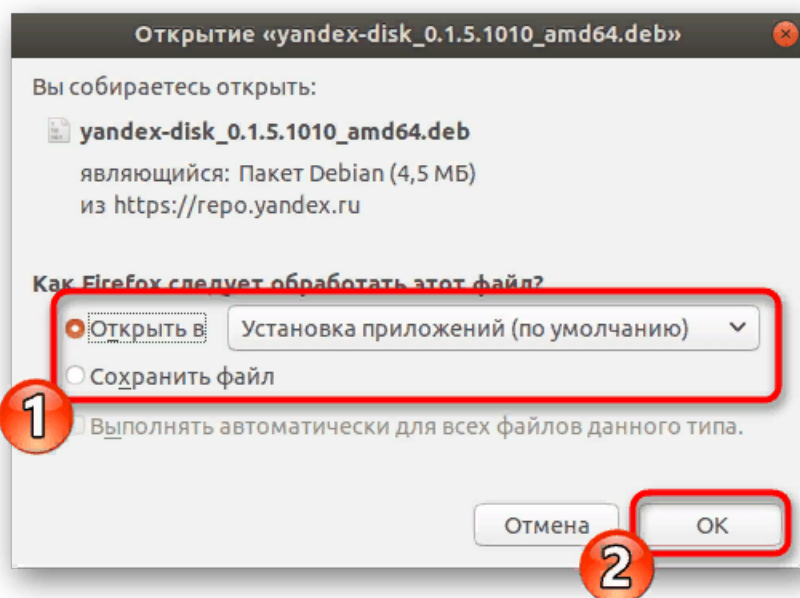 Открытие «yandex-disk_0.1.5.1010_amd64.deb»
Вы собираетесь открыть:
yandex-disk_0.1.5.1010_amd64.deb
являющийся: Пакет Debian (4,5 МБ)
из https://repo.yandex.ru
Как Firefox следует обработать этот файл?
Открыть в Установка приложений (по умолчанию)
Сохранить файл
1
Выполнять автоматически для всех файлов данного типа.
Отмена OK
2